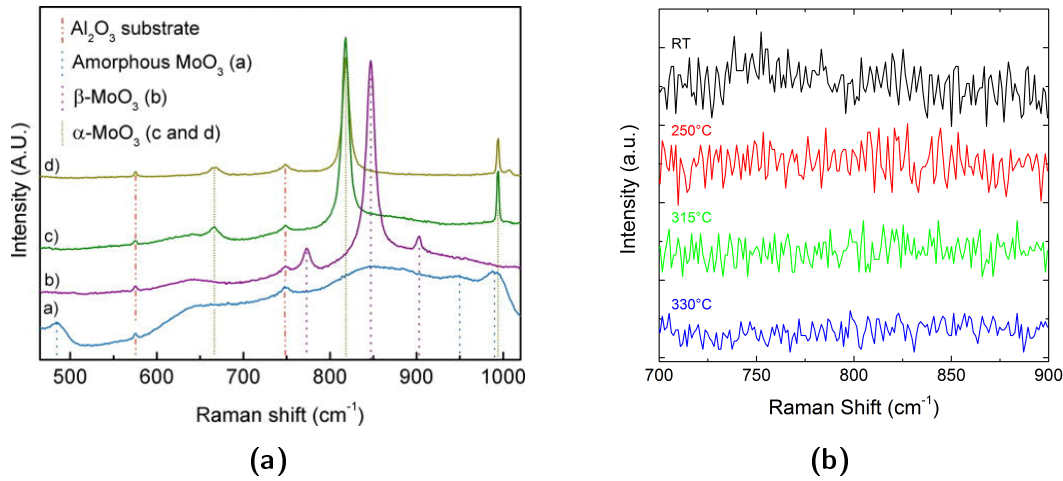 Al₂O₃ substrate
Amorphous MoO₃ (a)
β-MoO₃ (b)
α-MoO₃ (c and d)
d)
c)
b)
a)
Intensity (A.U.)
500 600 700 800 900 1000
Raman shift (cm⁻¹)
(a)
RT
250°C
315°C
330°C
Intensity (a.u.)
700 750 800 850 900
Raman Shift (cm⁻¹)
(b)